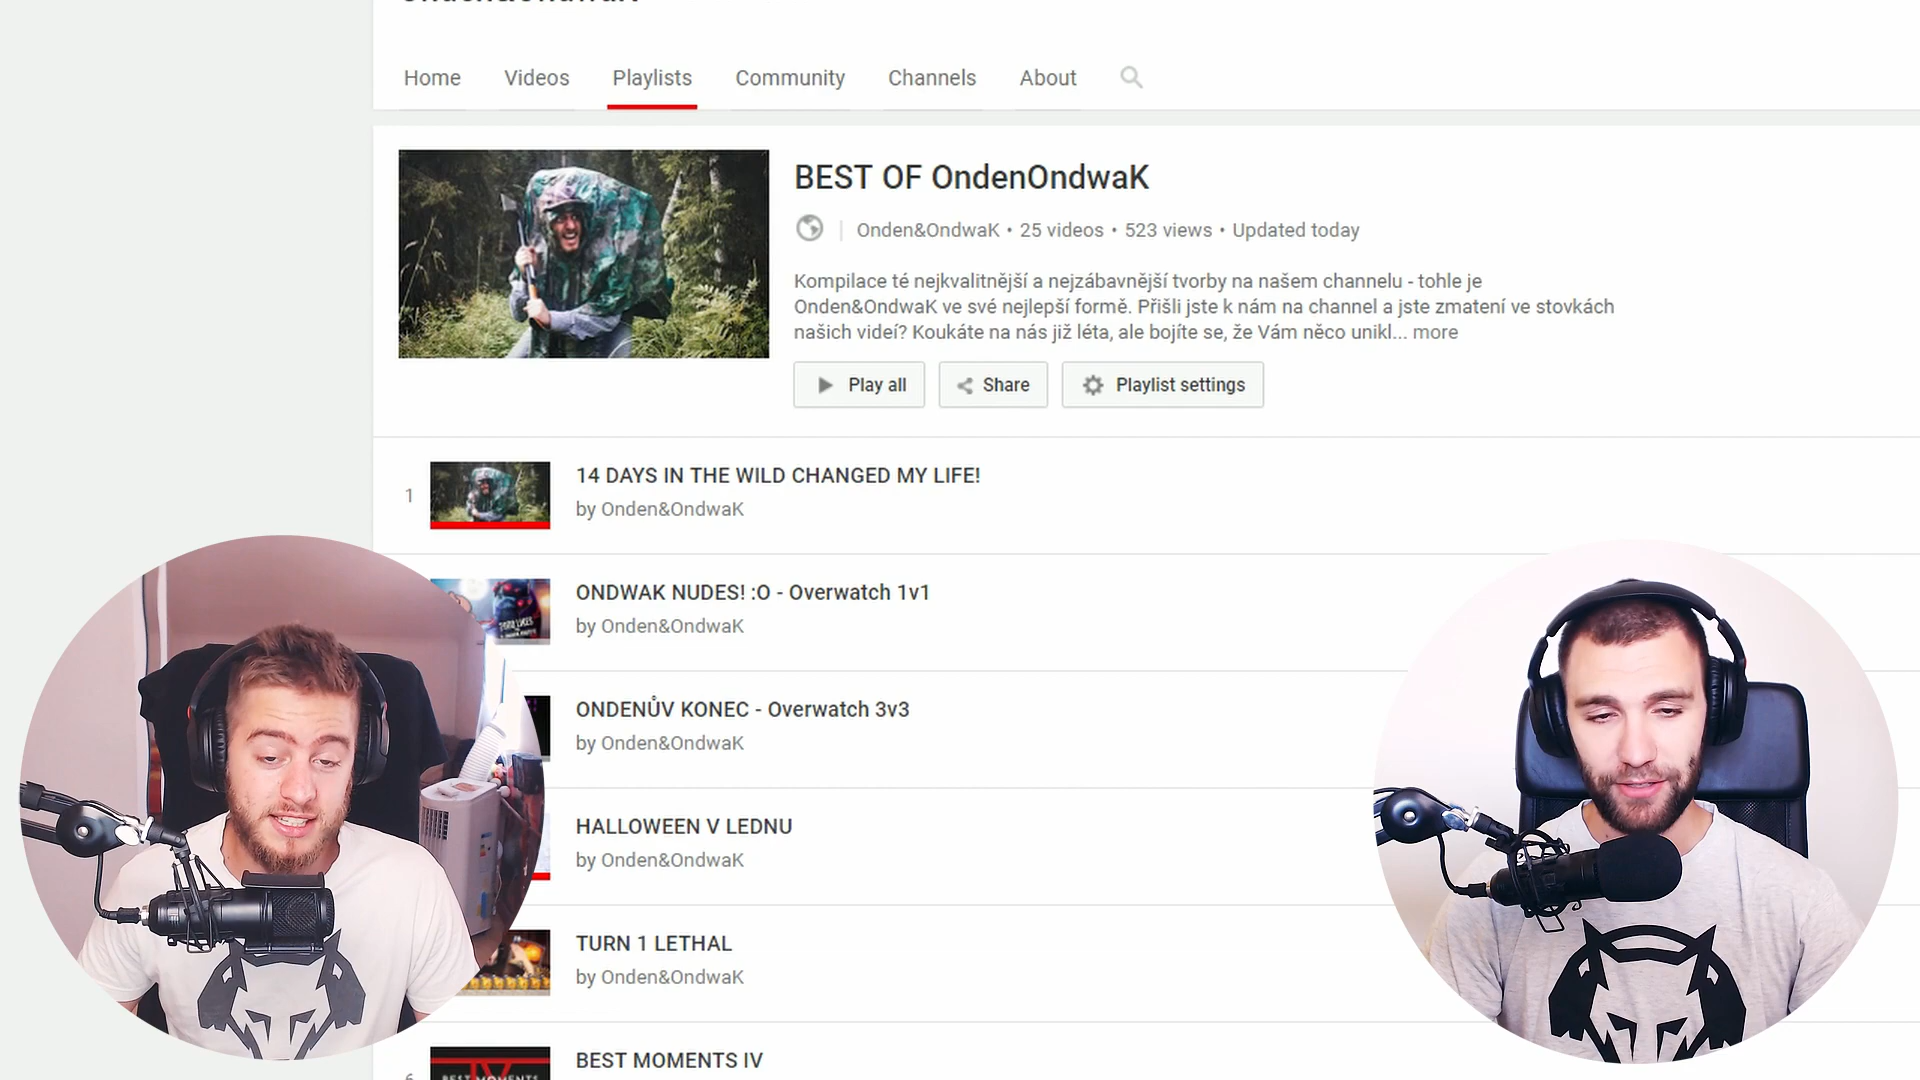 Home Videos Playlists Community Channels About
BEST OF OndenOndwaK
Onden&OndwaK • 25 videos • 523 views • Updated today
Kompilace té nejkvalitnější a nejzábavnější tvorby na našem channelu - tohle je
Onden&OndwaK ve své nejlepší formě. Přišli jste k nám na channel a jste zmatení ve stovkách
našich videí? Koukáte na nás již léta, ale bojíte se, že Vám něco unikl... more
Play all Share Playlist settings
1
14 DAYS IN THE WILD CHANGED MY LIFE!
by Onden&OndwaK
ONDWAK NUDES! :O - Overwatch 1v1
by Onden&OndwaK
ONDENŮV KONEC - Overwatch 3v3
by Onden&OndwaK
HALLOWEEN V LEDNU
by Onden&OndwaK
TURN 1 LETHAL
by Onden&OndwaK
BEST MOMENTS IV